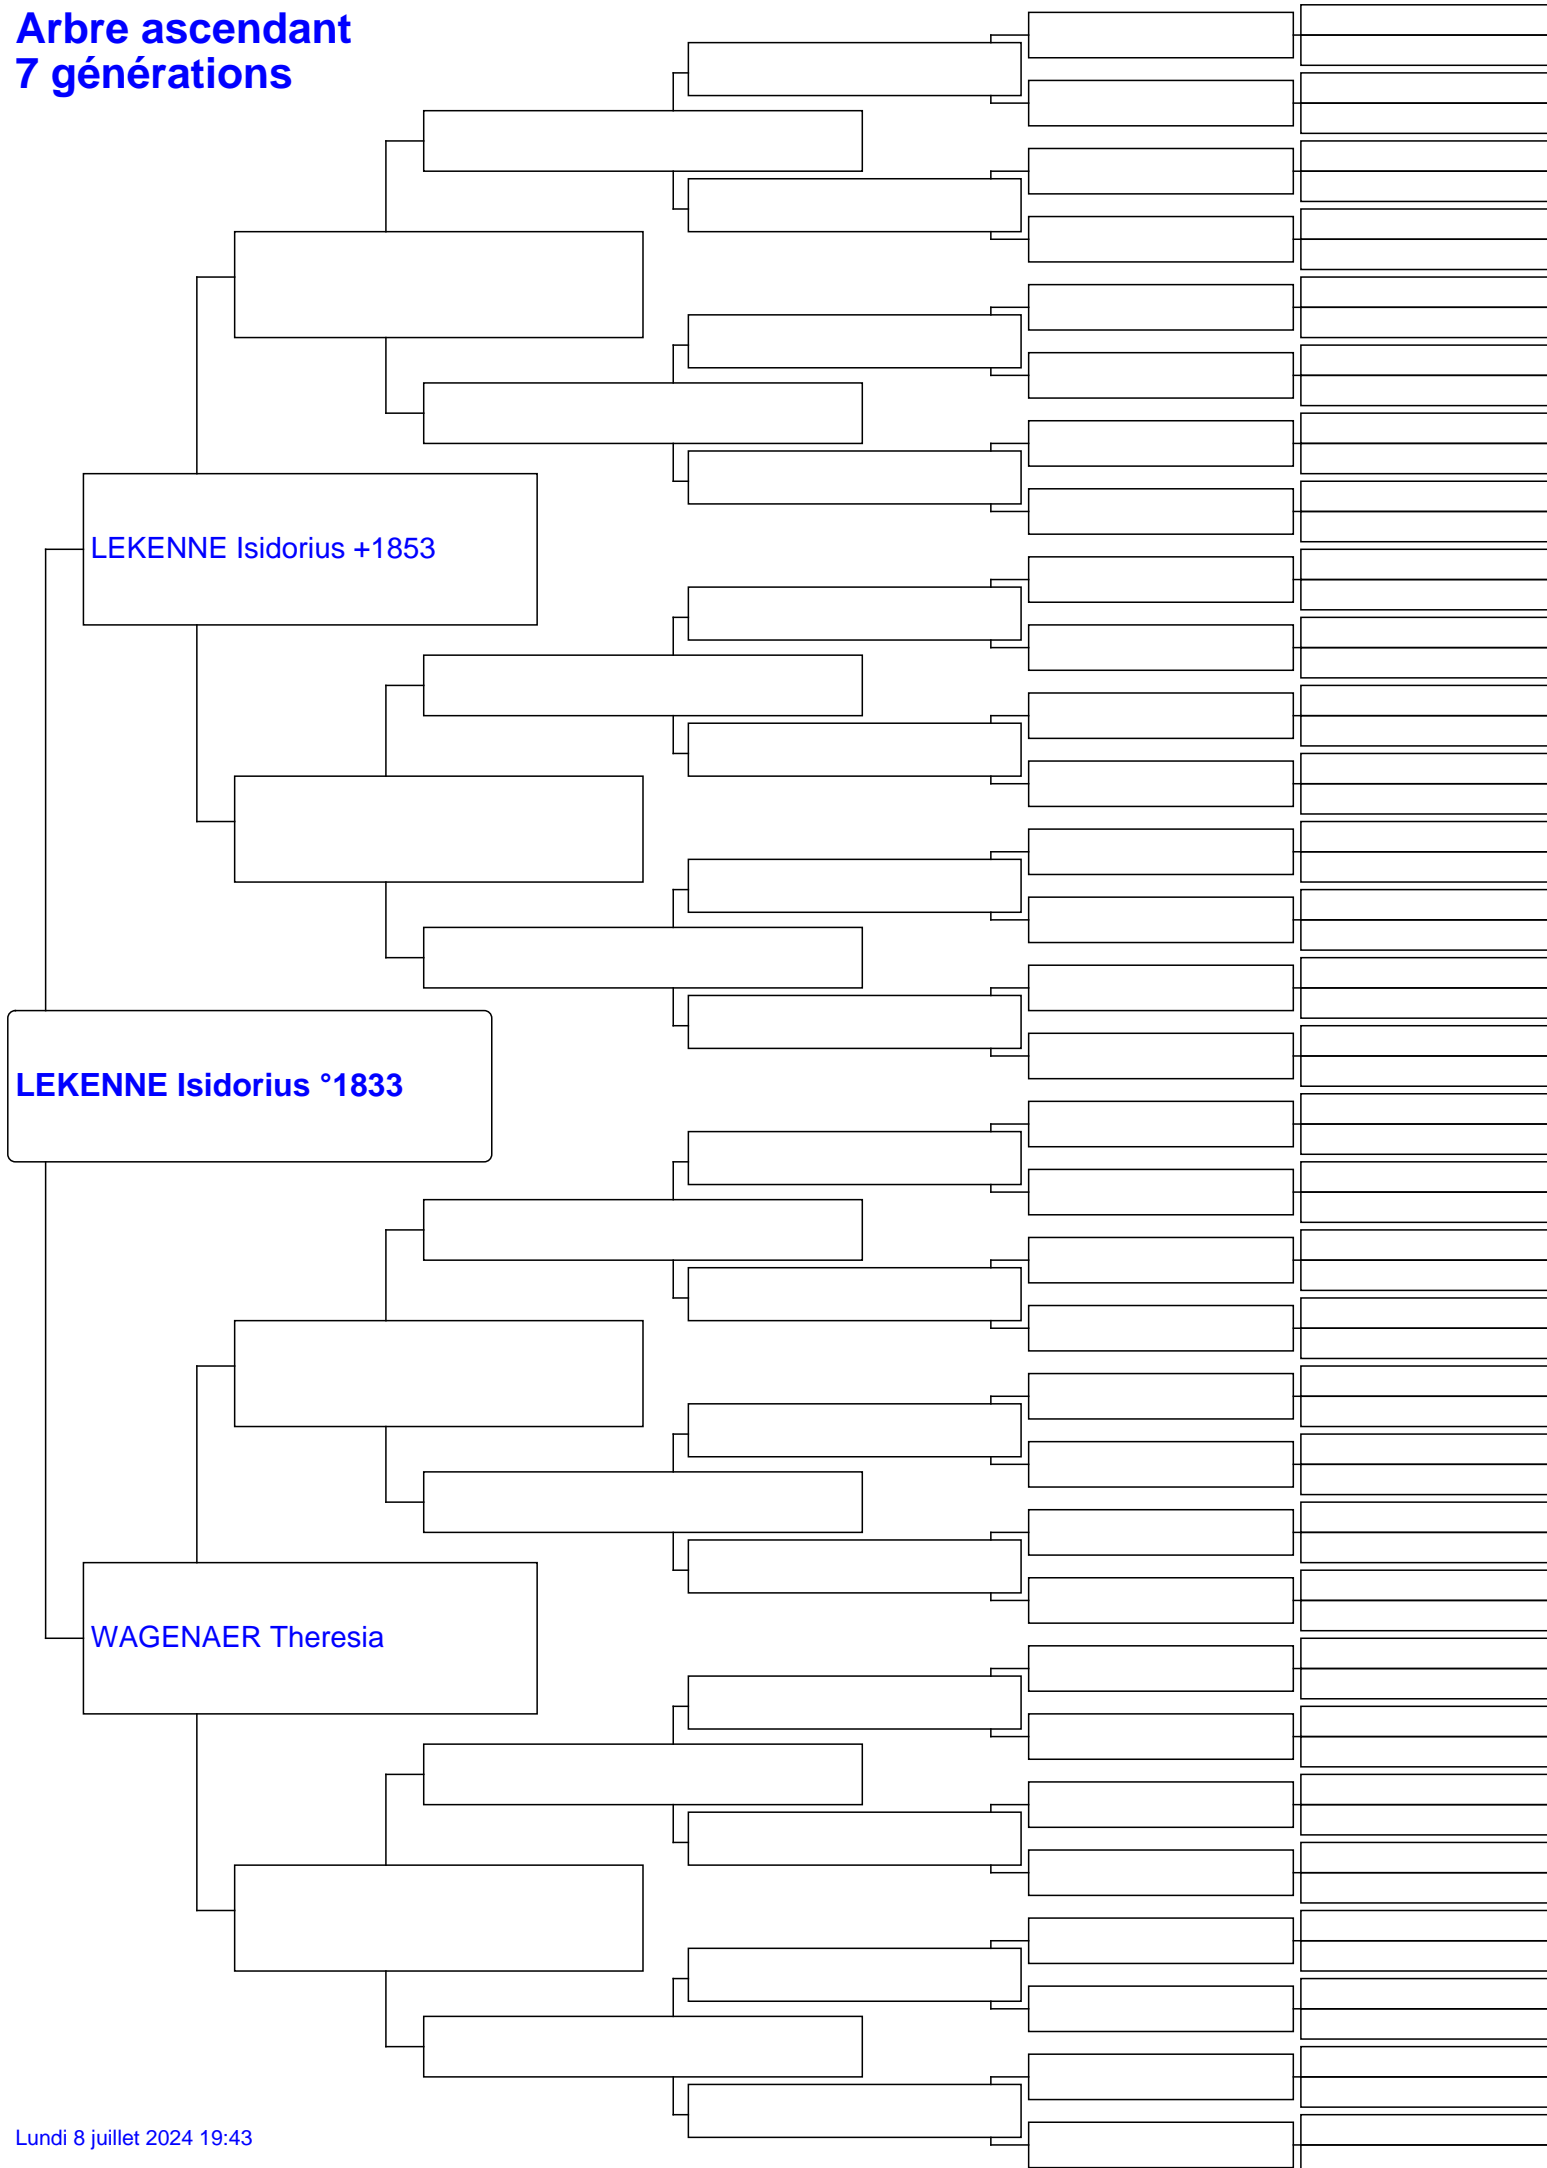 Arbre ascendant
7 générations
LEKENNE Isidorius +1853
LEKENNE Isidorius °1833
WAGENAER Theresia
Lundi 8 juillet 2024 19:43